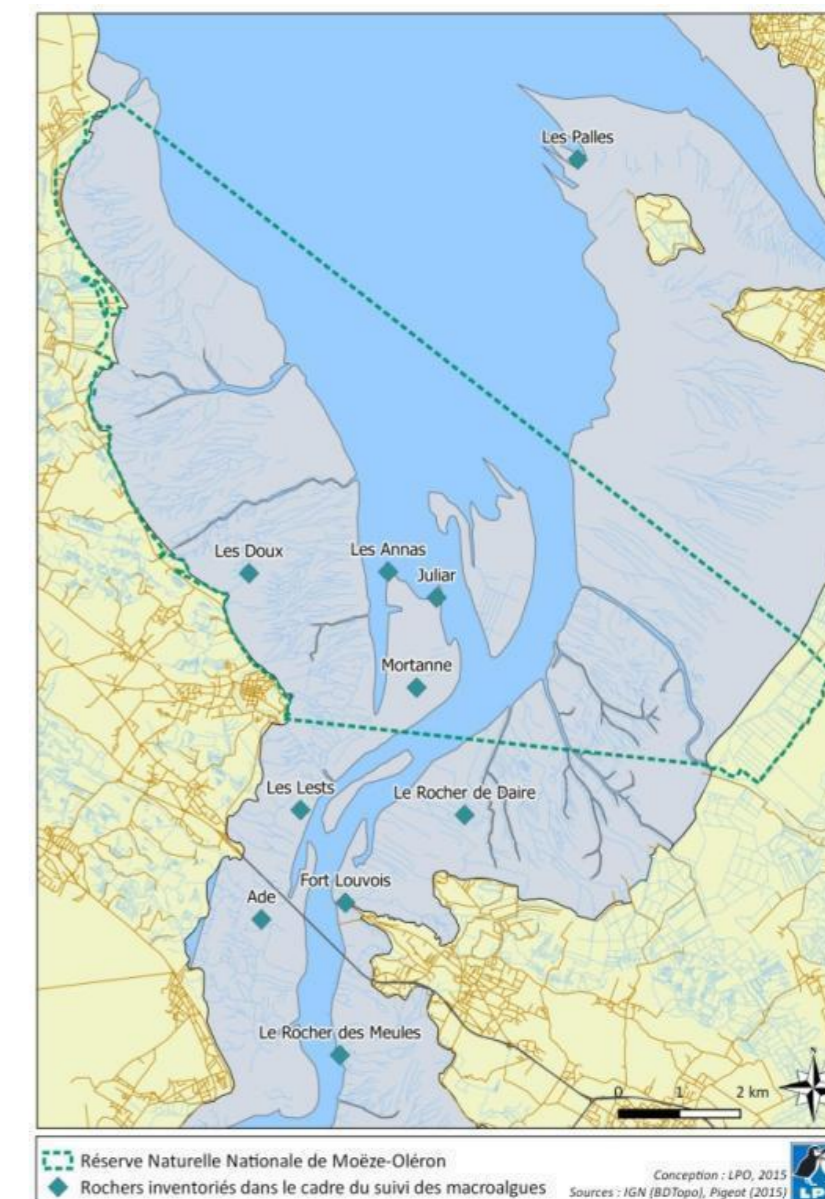 Les Palles
Les Doux
Les Annas
Juliar
Mortanne
Les Lests
Le Rocher de Daire
Fort Louvois
Ade
Le Rocher des Meules
N
0 1 2 km
Réserve Naturelle Nationale de Moëze-Oléron
Rochers inventoriés dans le cadre du suivi des macroalgues
Conception : LPO, 2015
Sources : IGN (BDTopo), Pigeot (2015)
LPO